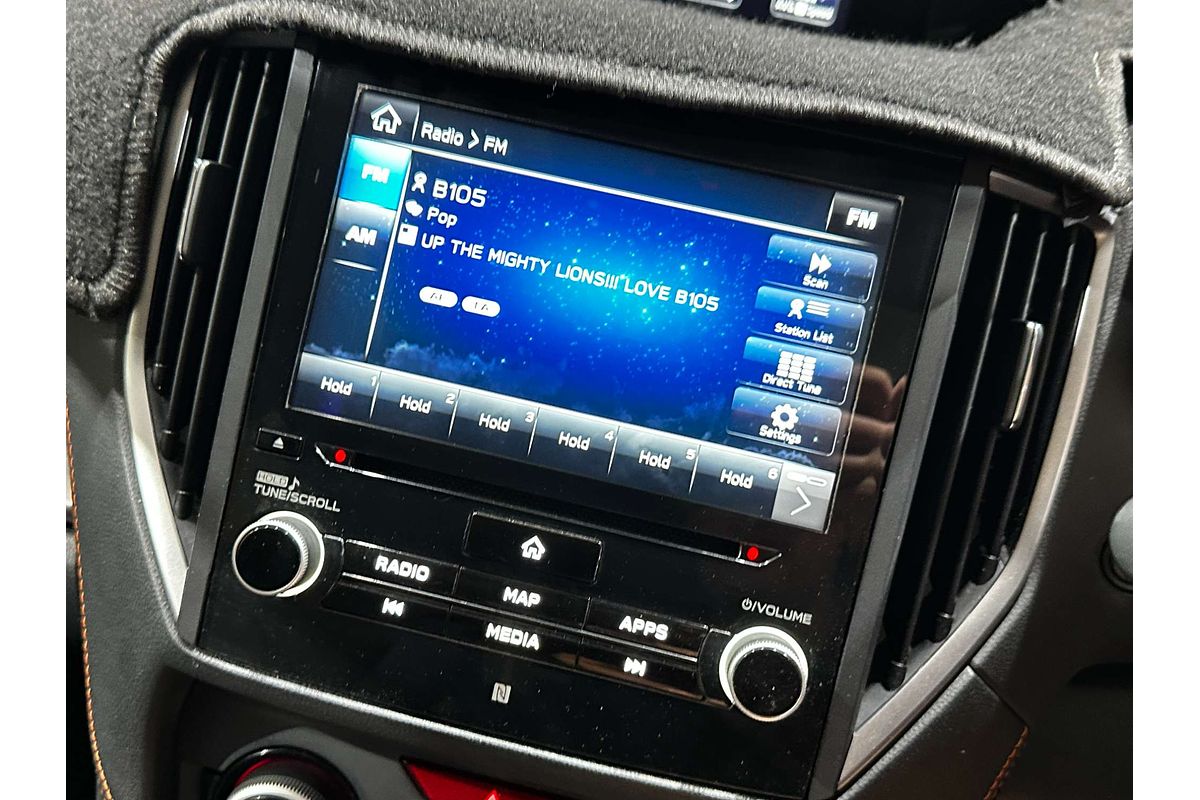 Radio > FM
FM
FM
B105
Pop
AM
UP THE MIGHTY LIONS!!! LOVE B105
AF TA
Scan
Station List
Direct Tune
Settings
Hold 1
Hold 2
Hold 3
Hold 4
Hold 5
Hold 6
HOLD
TUNE/SCROLL
RADIO
MAP
APPS
MEDIA
/VOLUME
N